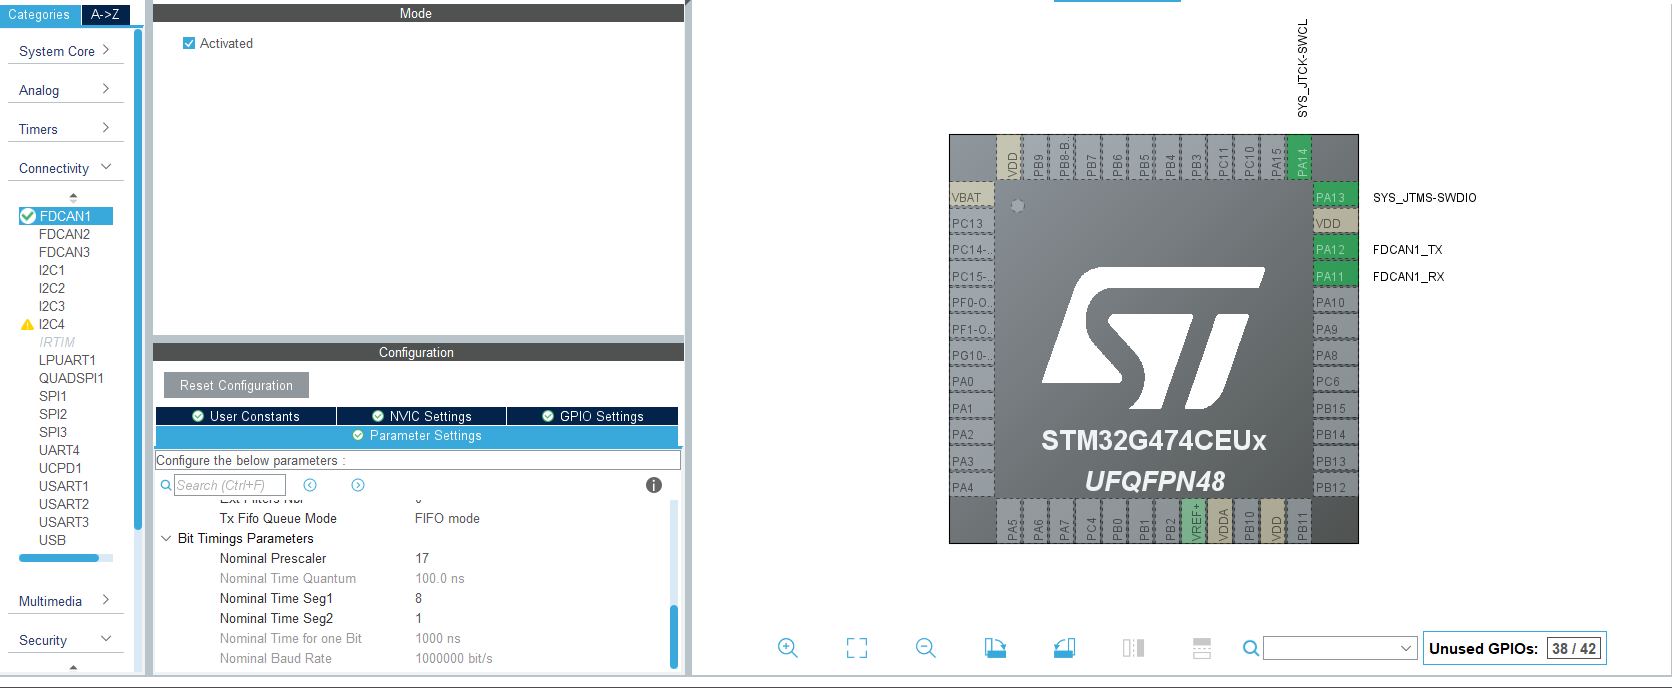 Categories A->Z
System Core
Analog
Timers
Connectivity
FDCAN1
FDCAN2
FDCAN3
I2C1
I2C2
I2C3
I2C4
IRTIM
LPUART1
QUADSPI1
SPI1
SPI2
SPI3
UART4
UCPD1
USART1
USART2
USART3
USB
Multimedia
Security
Mode
Activated
Configuration
Reset Configuration
User Constants NVIC Settings GPIO Settings
Parameter Settings
Configure the below parameters :
Search (Ctrl+F)
Ext Filters Nbr 0
Tx Fifo Queue Mode FIFO mode
Bit Timings Parameters
Nominal Prescaler 17
Nominal Time Quantum 100.0 ns
Nominal Time Seg1 8
Nominal Time Seg2 1
Nominal Time for one Bit 1000 ns
Nominal Baud Rate 1000000 bit/s
SYS_JTCK-SWCL
VDD PB9 PB8-B.. PB7 PB6 PB5 PB4 PB3 PC11 PC10 PA15 PA14
VBAT
PC13
PC14-..
PC15-..
PF0-O..
PF1-O..
PG10-..
PA0
PA1
PA2
PA3
PA4
PA13 SYS_JTMS-SWDIO
VDD
PA12 FDCAN1_TX
PA11 FDCAN1_RX
PA10
PA9
PA8
PC6
PB15
PB14
PB13
PB12
ST
STM32G474CEUx
UFQFPN48
PA5 PA6 PA7 PC4 PB0 PB1 PB2 VREF+ VDDA PB10 VDD PB11
Unused GPIOs: 38 / 42